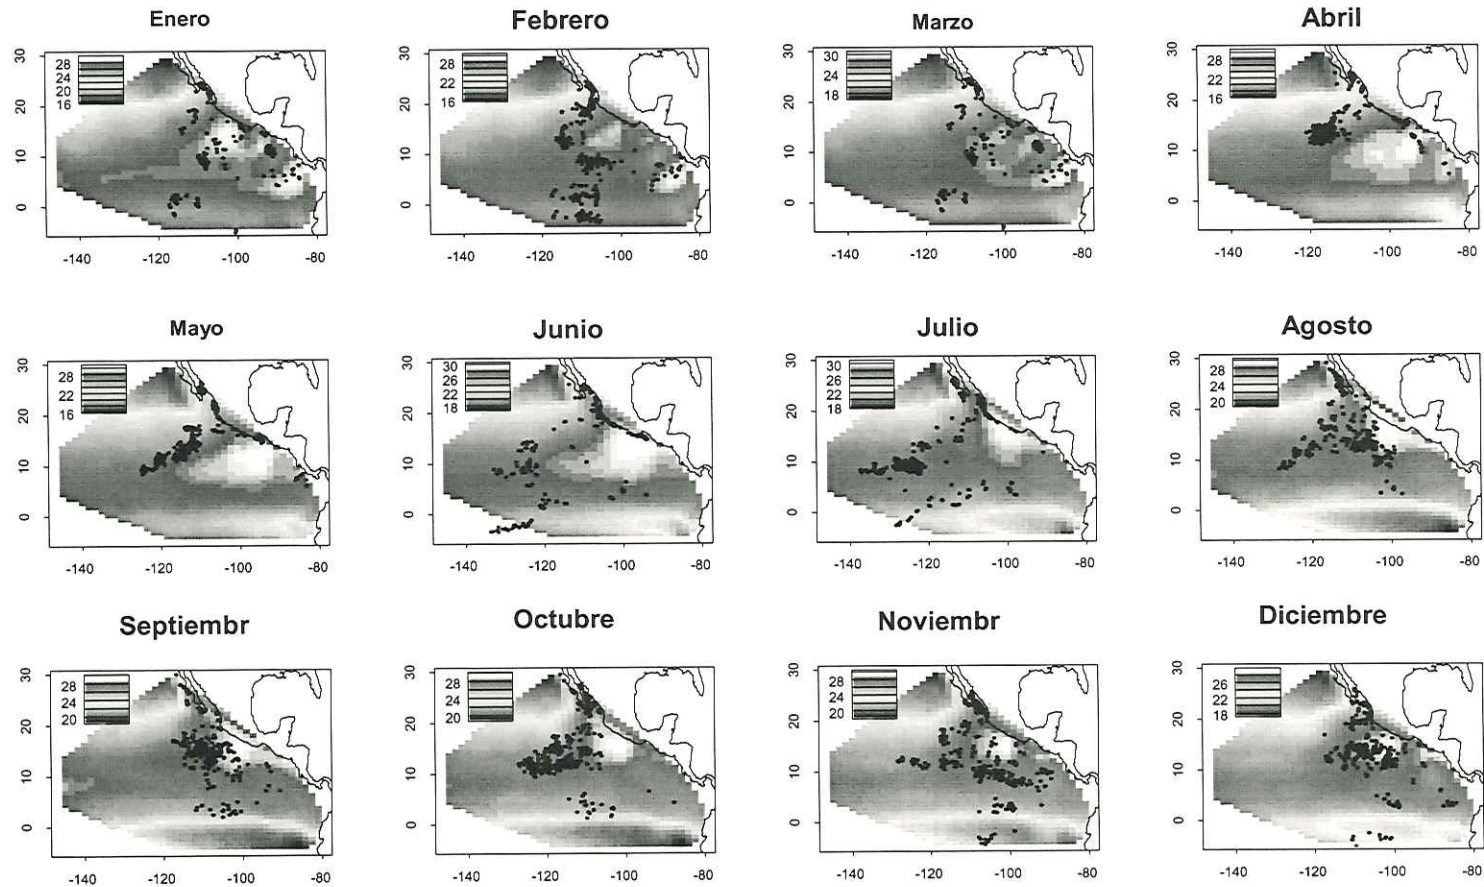 Enero Febrero Marzo Abril
30 28 24 20 16 20 10 0 -140 -120 -100 -80
30 28 22 16 20 10 0 -140 -120 -100 -80
30 30 24 18 20 10 0 -140 -120 -100 -80
30 28 22 16 20 10 0 -140 -120 -100 -80
Mayo Junio Julio Agosto
30 28 22 16 20 10 0 -140 -120 -100 -80
30 30 26 22 18 20 10 0 -140 -120 -100 -80
30 30 26 22 18 20 10 0 -140 -120 -100 -80
30 28 24 20 20 10 0 -140 -120 -100 -80
Septiembr Octubre Noviembr Diciembre
30 28 24 20 20 10 0 -140 -120 -100 -80
30 28 24 20 20 10 0 -140 -120 -100 -80
30 28 24 20 20 10 0 -140 -120 -100 -80
30 26 22 18 20 10 0 -140 -120 -100 -80